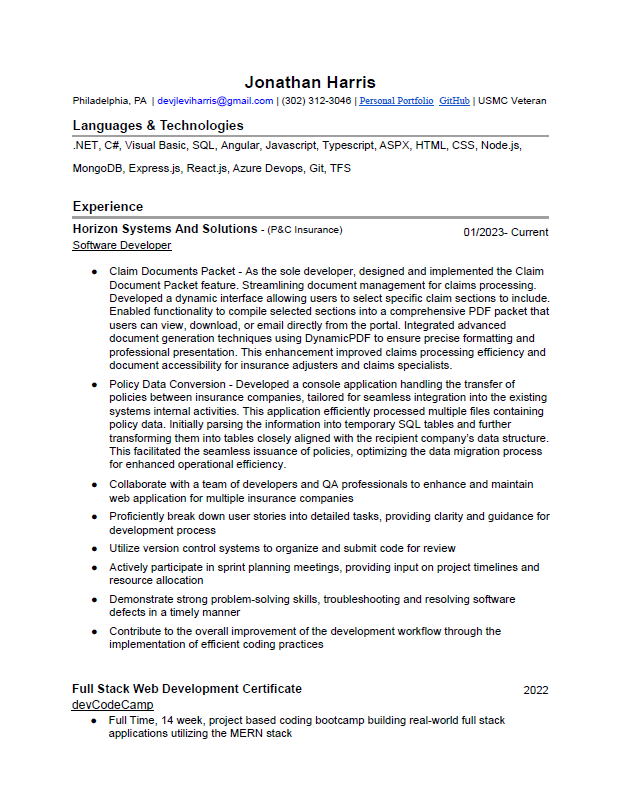 Jonathan Harris
Philadelphia, PA | devjleviharris@gmail.com | (302) 312-3046 | Personal Portfolio GitHub | USMC Veteran
Languages & Technologies
.NET, C#, Visual Basic, SQL, Angular, Javascript, Typescript, ASPX, HTML, CSS, Node.js,
MongoDB, Express.js, React.js, Azure Devops, Git, TFS
Experience
Horizon Systems And Solutions - (P&C Insurance) 01/2023- Current
Software Developer
● Claim Documents Packet - As the sole developer, designed and implemented the Claim
Document Packet feature. Streamlining document management for claims processing.
Developed a dynamic interface allowing users to select specific claim sections to include.
Enabled functionality to compile selected sections into a comprehensive PDF packet that
users can view, download, or email directly from the portal. Integrated advanced
document generation techniques using DynamicPDF to ensure precise formatting and
professional presentation. This enhancement improved claims processing efficiency and
document accessibility for insurance adjusters and claims specialists.
● Policy Data Conversion - Developed a console application handling the transfer of
policies between insurance companies, tailored for seamless integration into the existing
systems internal activities. This application efficiently processed multiple files containing
policy data. Initially parsing the information into temporary SQL tables and further
transforming them into tables closely aligned with the recipient company's data structure.
This facilitated the seamless issuance of policies, optimizing the data migration process
for enhanced operational efficiency.
● Collaborate with a team of developers and QA professionals to enhance and maintain
web application for multiple insurance companies
● Proficiently break down user stories into detailed tasks, providing clarity and guidance for
development process
● Utilize version control systems to organize and submit code for review
● Actively participate in sprint planning meetings, providing input on project timelines and
resource allocation
● Demonstrate strong problem-solving skills, troubleshooting and resolving software
defects in a timely manner
● Contribute to the overall improvement of the development workflow through the
implementation of efficient coding practices
Full Stack Web Development Certificate 2022
devCodeCamp
● Full Time, 14 week, project based coding bootcamp building real-world full stack
applications utilizing the MERN stack